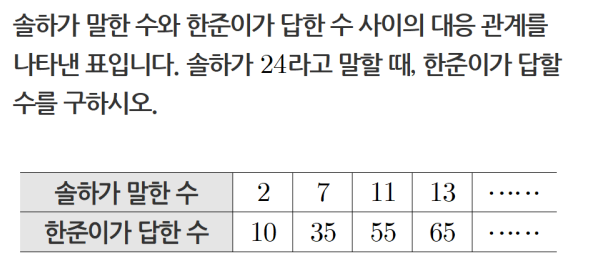 솔하가 말한 수와 한준이가 답한 수 사이의 대응 관계를
나타낸 표입니다. 솔하가 24라고 말할 때, 한준이가 답할
수를 구하시오.
솔하가 말한 수 2 7 11 13 ······
한준이가 답한 수 10 35 55 65 ······